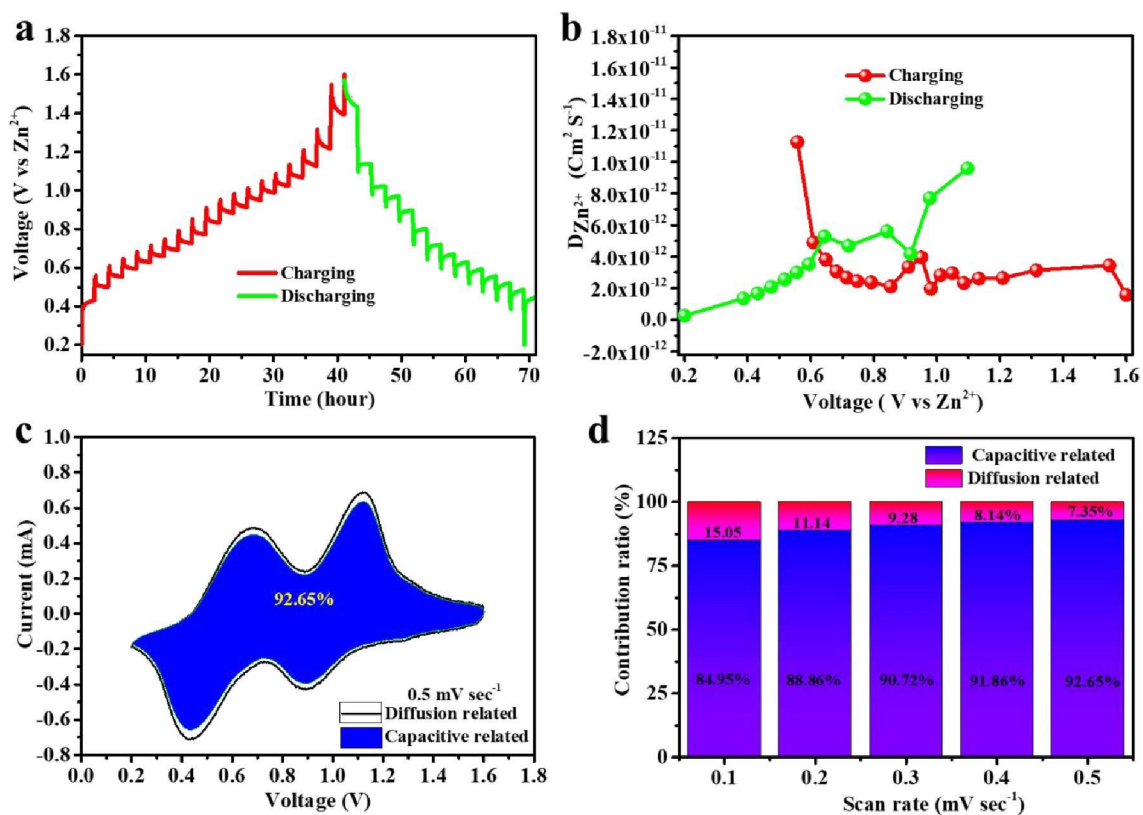 a
Voltage (V vs Zn²⁺)
1.8
1.6
1.4
1.2
1.0
0.8
0.6
0.4
0.2
Charging
Discharging
0 10 20 30 40 50 60 70
Time (hour)
b
D_Zn²⁺ (Cm² S⁻¹)
1.8x10⁻¹¹
1.6x10⁻¹¹
1.4x10⁻¹¹
1.2x10⁻¹¹
1.0x10⁻¹¹
8.0x10⁻¹²
6.0x10⁻¹²
4.0x10⁻¹²
2.0x10⁻¹²
0.0
-2.0x10⁻¹²
Charging
Discharging
0.2 0.4 0.6 0.8 1.0 1.2 1.4 1.6
Voltage ( V vs Zn²⁺)
c
Current (mA)
1.0
0.8
0.6
0.4
0.2
0.0
-0.2
-0.4
-0.6
-0.8
92.65%
0.5 mV sec⁻¹
Diffusion related
Capacitive related
0.0 0.2 0.4 0.6 0.8 1.0 1.2 1.4 1.6 1.8
Voltage (V)
d
Contribution ratio (%)
125
100
75
50
25
0
Capacitive related
Diffusion related
15.05 11.14 9.28 8.14% 7.35%
84.95% 88.86% 90.72% 91.86% 92.65%
0.1 0.2 0.3 0.4 0.5
Scan rate (mV sec⁻¹)